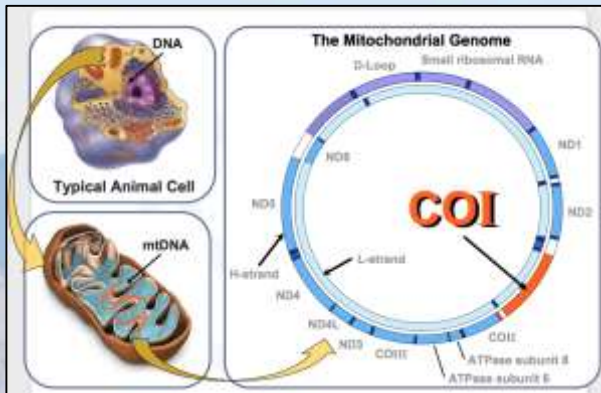 DNA
Typical Animal Cell
mtDNA
The Mitochondrial Genome
D-Loop
Small ribosomal RNA
ND1
ND6
ND2
ND5
COI
H-strand
L-strand
ND4
ND4L
ND3
COIII
COII
ATPase subunit 8
ATPase subunit 6